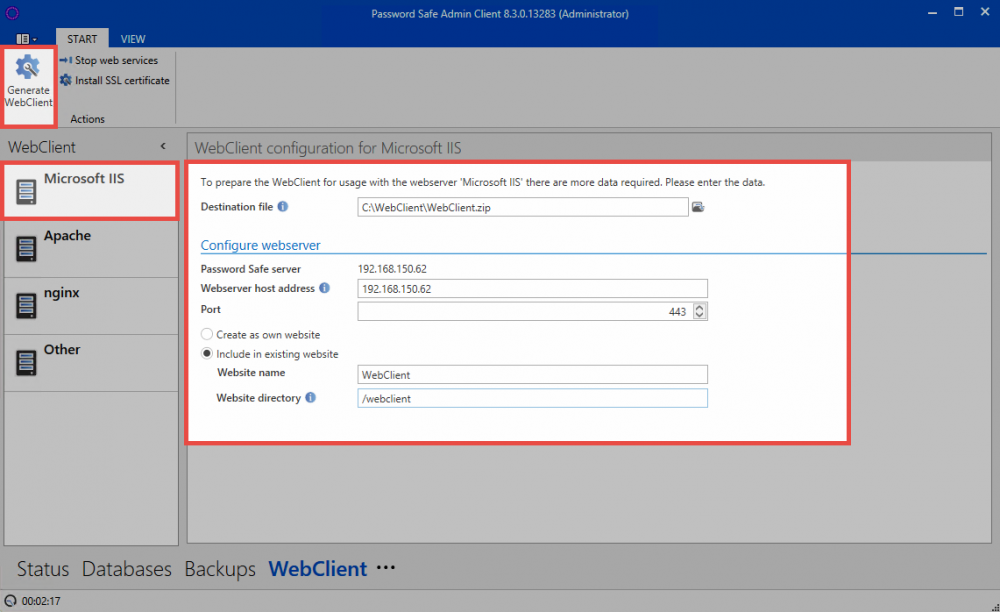 Password Safe Admin Client 8.3.0.13283 (Administrator)
START VIEW
Generate
WebClient
Stop web services
Install SSL certificate
Actions
WebClient
Microsoft IIS
Apache
nginx
Other
WebClient configuration for Microsoft IIS
To prepare the WebClient for usage with the webserver 'Microsoft IIS' there are more data required. Please enter the data.
Destination file C:\WebClient\WebClient.zip
Configure webserver
Password Safe server 192.168.150.62
Webserver host address 192.168.150.62
Port 443
Create as own website
Include in existing website
Website name WebClient
Website directory /webclient
Status Databases Backups WebClient •••
00:02:17